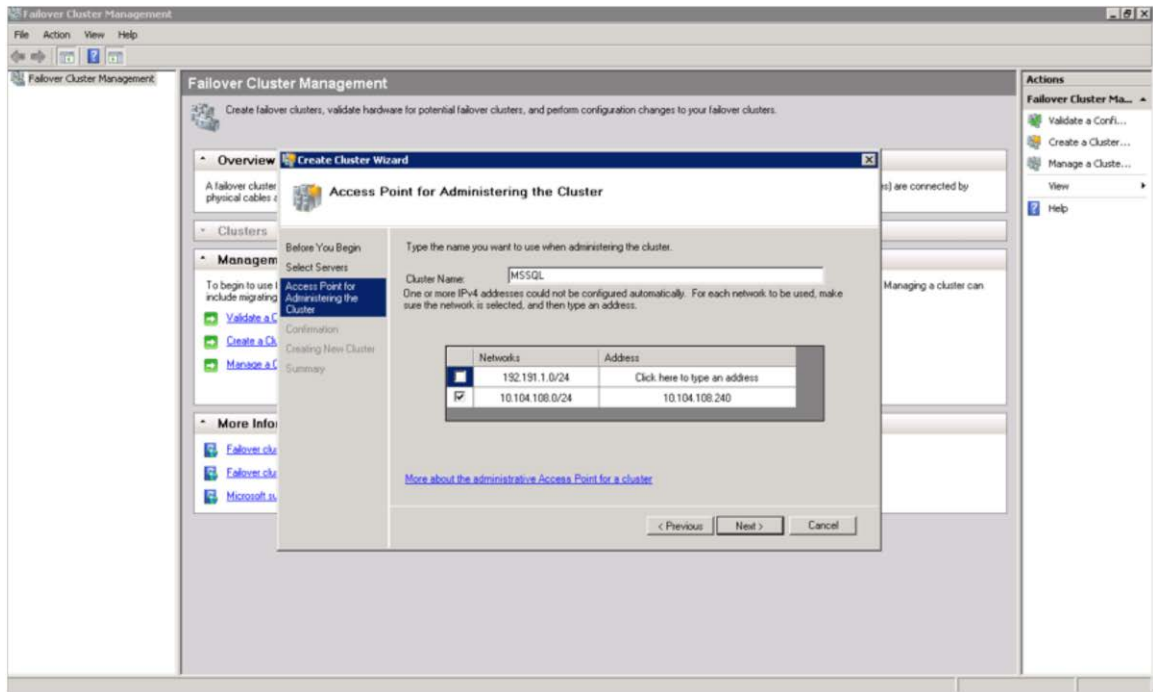 Failover Cluster Management
File Action View Help
Failover Cluster Management
Failover Cluster Management
Create failover clusters, validate hardware for potential failover clusters, and perform configuration changes to your failover clusters.
Overview
A failover cluster
physical cables
es) are connected by
Clusters
Managem
To begin to use
include migrating
Managing a cluster can
Validate a C
Create a Clu
Manage a C
More Infor
Failover clu
Failover clu
Microsoft su
Create Cluster Wizard
Access Point for Administering the Cluster
Before You Begin
Select Servers
Access Point for
Administering the
Cluster
Confirmation
Creating New Cluster
Summary
Type the name you want to use when administering the cluster.
Cluster Name: MSSQL
One or more IPv4 addresses could not be configured automatically. For each network to be used, make
sure the network is selected, and then type an address.
Networks Address
192.191.1.0/24 Click here to type an address
10.104.108.0/24 10.104.108.240
More about the administrative Access Point for a cluster
< Previous Next > Cancel
Actions
Failover Cluster Ma...
Validate a Confi...
Create a Cluster...
Manage a Cluste...
View
Help